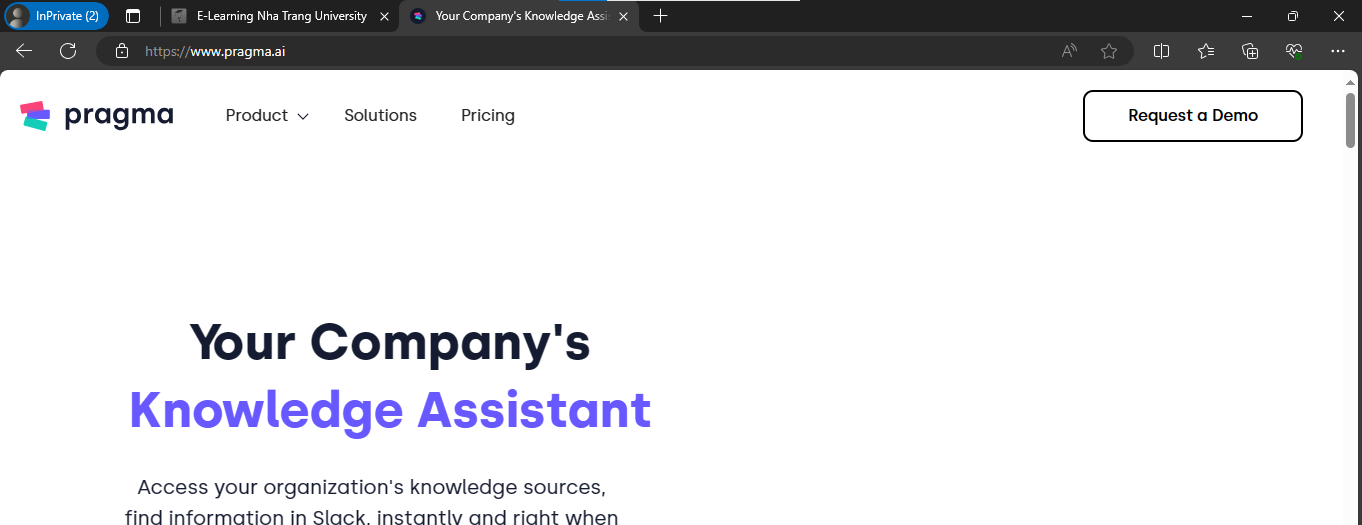 InPrivate (2)
E-Learning Nha Trang University
Your Company's Knowledge Assi
https://www.pragma.ai
pragma
Product
Solutions
Pricing
Request a Demo
Your Company's
Knowledge Assistant
Access your organization's knowledge sources,
find information in Slack, instantly and right when